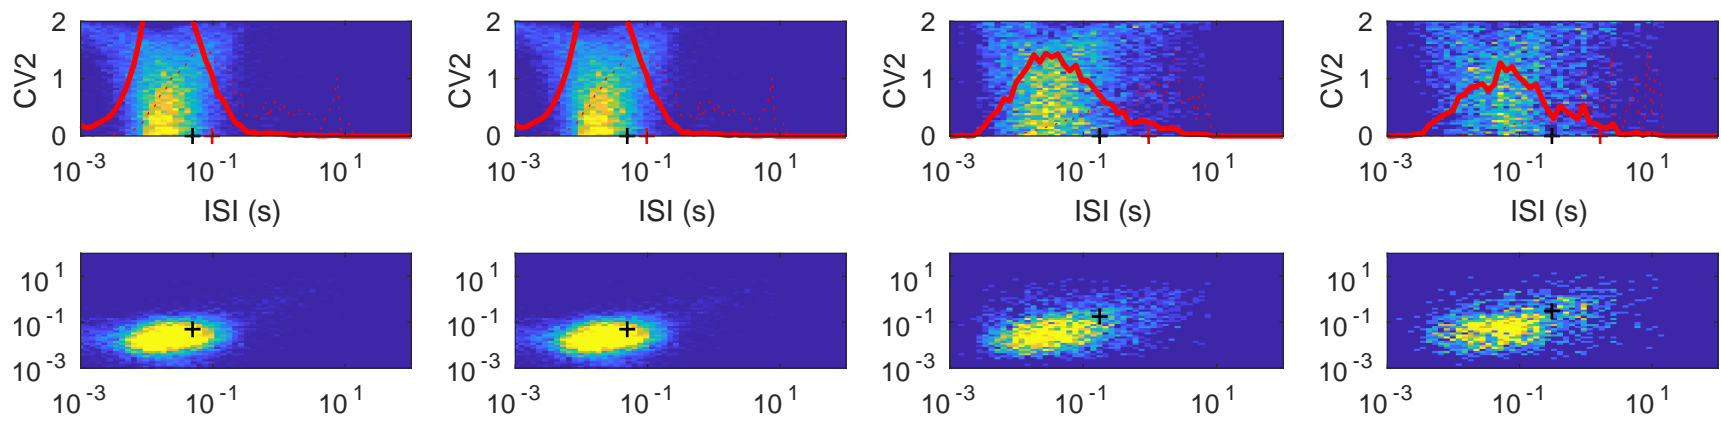 2 2 2 2
CV2 1 CV2 1 CV2 1 CV2 1
0 0 0 0
10^-3 10^-1 10^1 10^-3 10^-1 10^1 10^-3 10^-1 10^1 10^-3 10^-1 10^1
ISI (s) ISI (s) ISI (s) ISI (s)
10^1 10^1 10^1 10^1
10^-1 10^-1 10^-1 10^-1
10^-3 10^-3 10^-3 10^-3
10^-3 10^-1 10^1 10^-3 10^-1 10^1 10^-3 10^-1 10^1 10^-3 10^-1 10^1